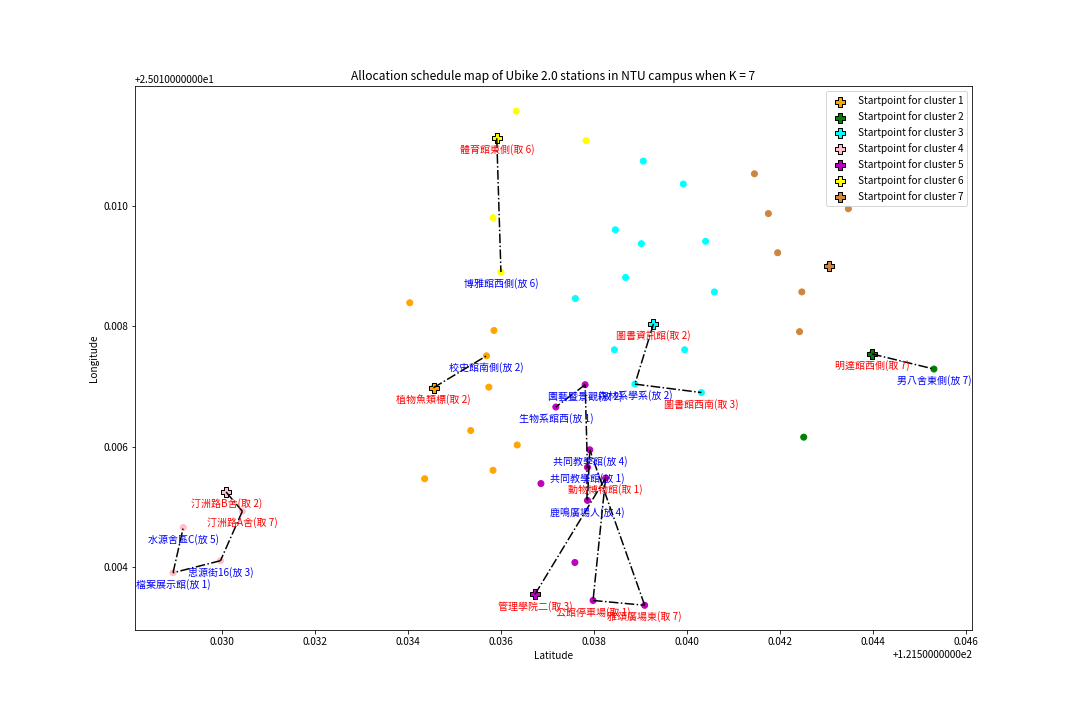 Allocation schedule map of Ubike 2.0 stations in NTU campus when K = 7
+2.5010000000e1
Startpoint for cluster 1
Startpoint for cluster 2
Startpoint for cluster 3
Startpoint for cluster 4
Startpoint for cluster 5
Startpoint for cluster 6
Startpoint for cluster 7
體育館東側(取 6)
0.010
博雅館西側(放 6)
0.008
圖書資訊館(取 2)
明達館西側(取 7)
校史館南側(放 2)
男八舍東側(放 7)
植物魚類標(取 2)
圖書館西南(取 3)
生物系館西(放 1)
0.006
共同教學館(放 4)
共同教學館(放 1)
動物博物館(取 1)
汀洲路B舍(取 2)
鹿鳴廣場人(放 4)
汀洲路A舍(取 7)
水源舍區C(放 5)
0.004
思源街16(放 3)
檔案展示館(放 1)
管理學院二(取 3)
公館停車場(取 1)
雅頌廣場東(取 7)
Longitude
0.030
0.032
0.034
0.036
0.038
0.040
0.042
0.044
0.046
Latitude
+1.2150000000e2